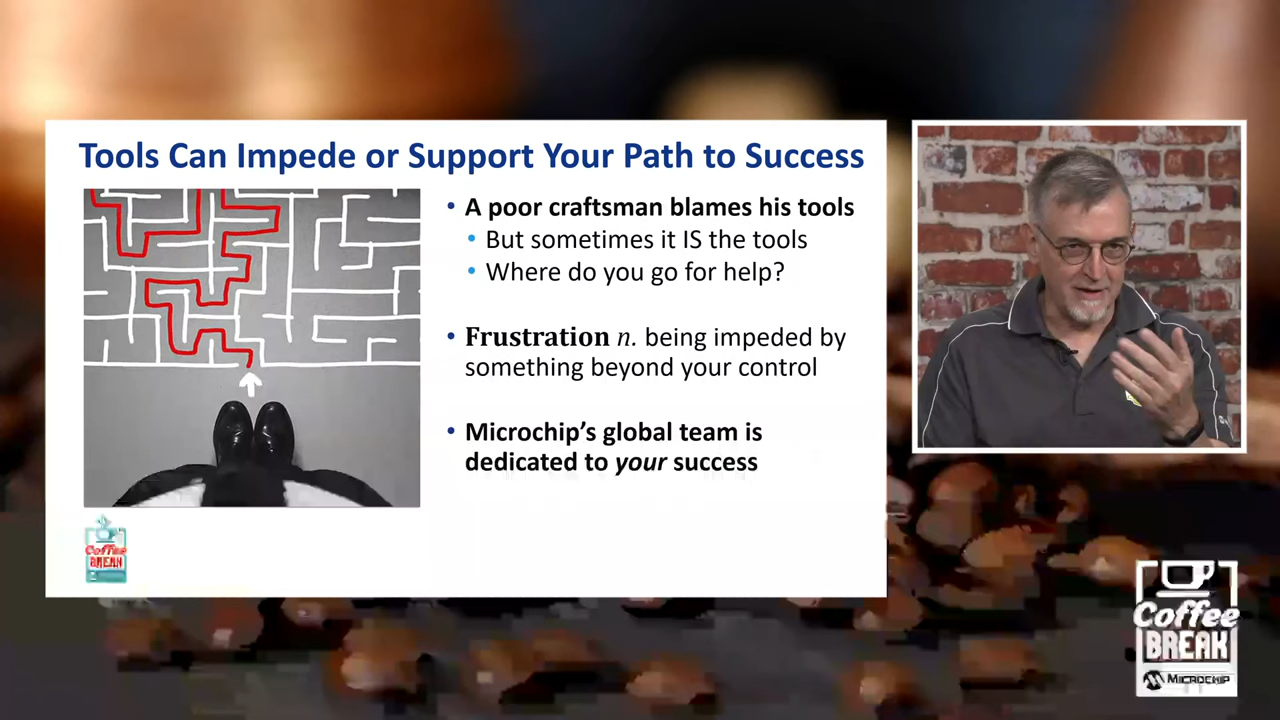 Tools Can Impede or Support Your Path to Success
• A poor craftsman blames his tools
• But sometimes it IS the tools
• Where do you go for help?
• Frustration n. being impeded by
something beyond your control
• Microchip’s global team is
dedicated to your success
Coffee
BREAK
Coffee
BREAK
MICROCHIP